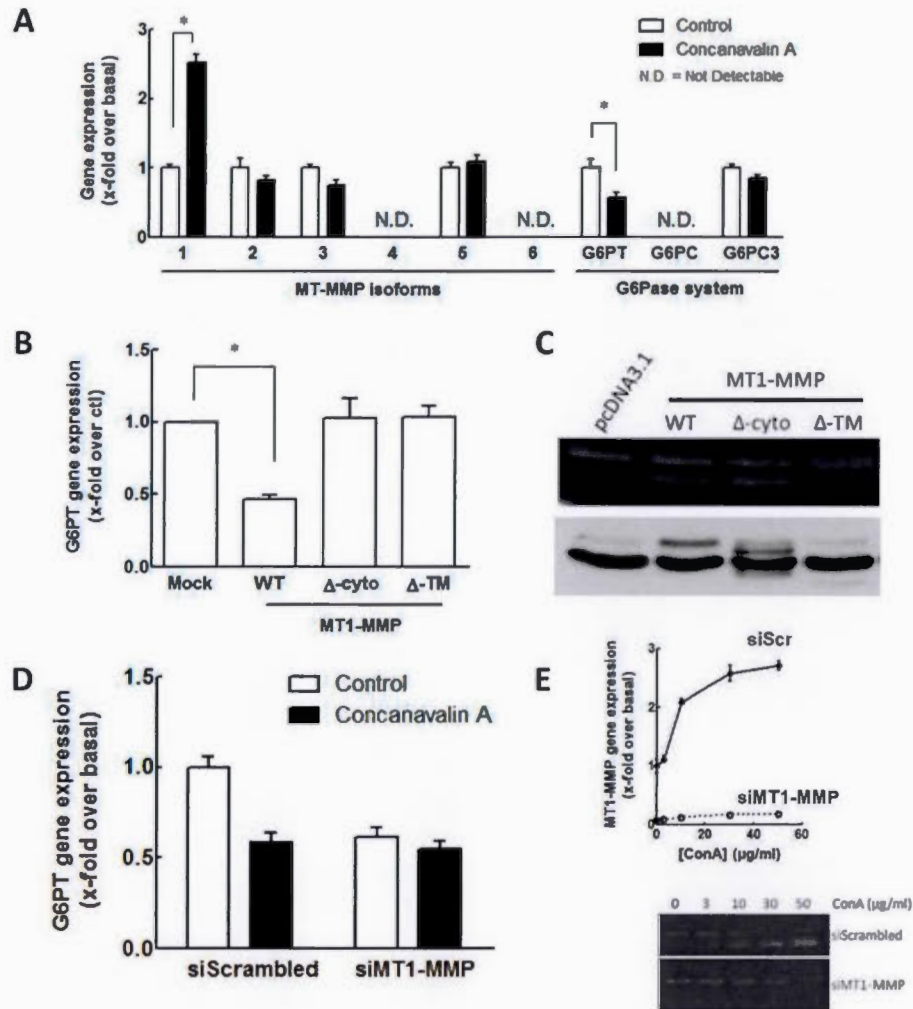 A
Gene expression
(x-fold over basal)
3
2
1
0
*
*
Control
Concanavalin A
N.D. = Not Detectable
N.D.
N.D.
N.D.
1 2 3 4 5 6 G6PT G6PC G6PC3
MT-MMP isoforms
G6Pase system
B
G6PT gene expression
(x-fold over ctl)
1.5
1.0
0.5
0.0
*
Mock WT Δ-cyto Δ-TM
MT1-MMP
C
pcDNA3.1
MT1-MMP
WT Δ-cyto Δ-TM
D
G6PT gene expression
(x-fold over basal)
1.5
1.0
0.5
0.0
Control
Concanavalin A
siScrambled siMT1-MMP
E
MT1-MMP gene expression
(x-fold over basal)
3
2
1
0
siScr
siMT1-MMP
0 20 40 60
[ConA] (µg/ml)
0 3 10 30 50 ConA (µg/ml)
siScrambled
siMT1-MMP